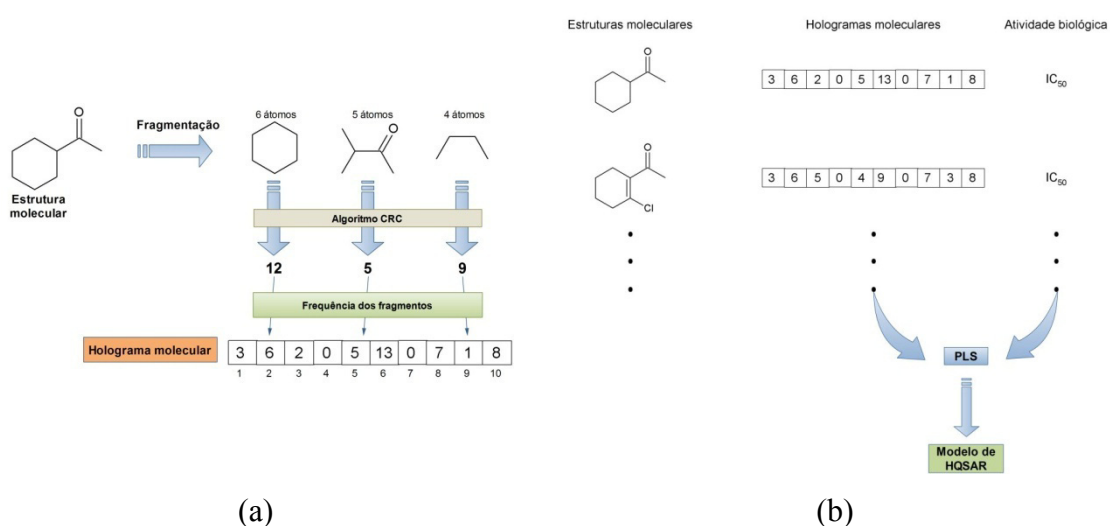 O
Fragmentação
Estrutura
molecular
6 átomos
5 átomos
4 átomos
O
Algoritmo CRC
12 5 9
Frequência dos fragmentos
Holograma molecular
3 6 2 0 5 13 0 7 1 8
1 2 3 4 5 6 7 8 9 10
(a)
Estruturas moleculares
Hologramas moleculares
Atividade biológica
O
3 6 2 0 5 13 0 7 1 8
IC50
O
Cl
3 6 5 0 4 9 0 7 3 8
IC50
PLS
Modelo de
HQSAR
(b)